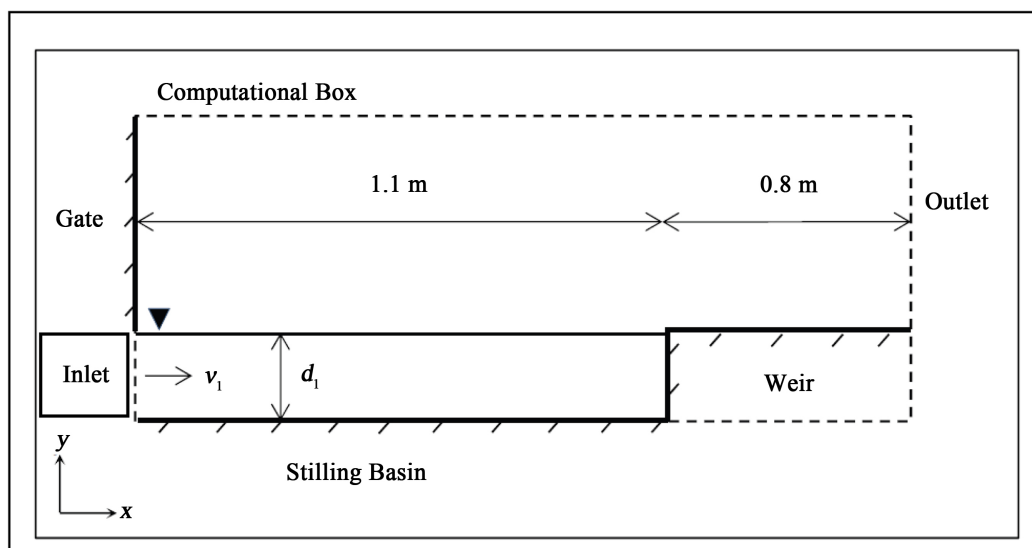 Computational Box
1.1 m
0.8 m
Gate
Outlet
Inlet
v₁
d₁
Weir
Stilling Basin
y
x